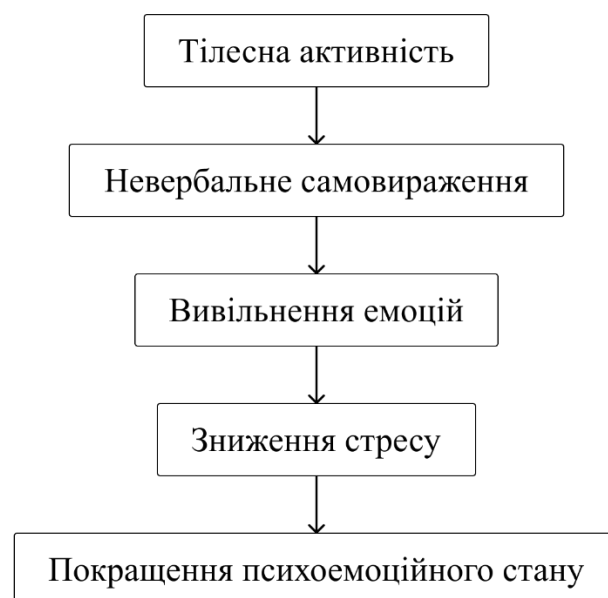 Тілесна активність
Невербальне самовираження
Вивільнення емоцій
Зниження стресу
Покращення психоемоційного стану